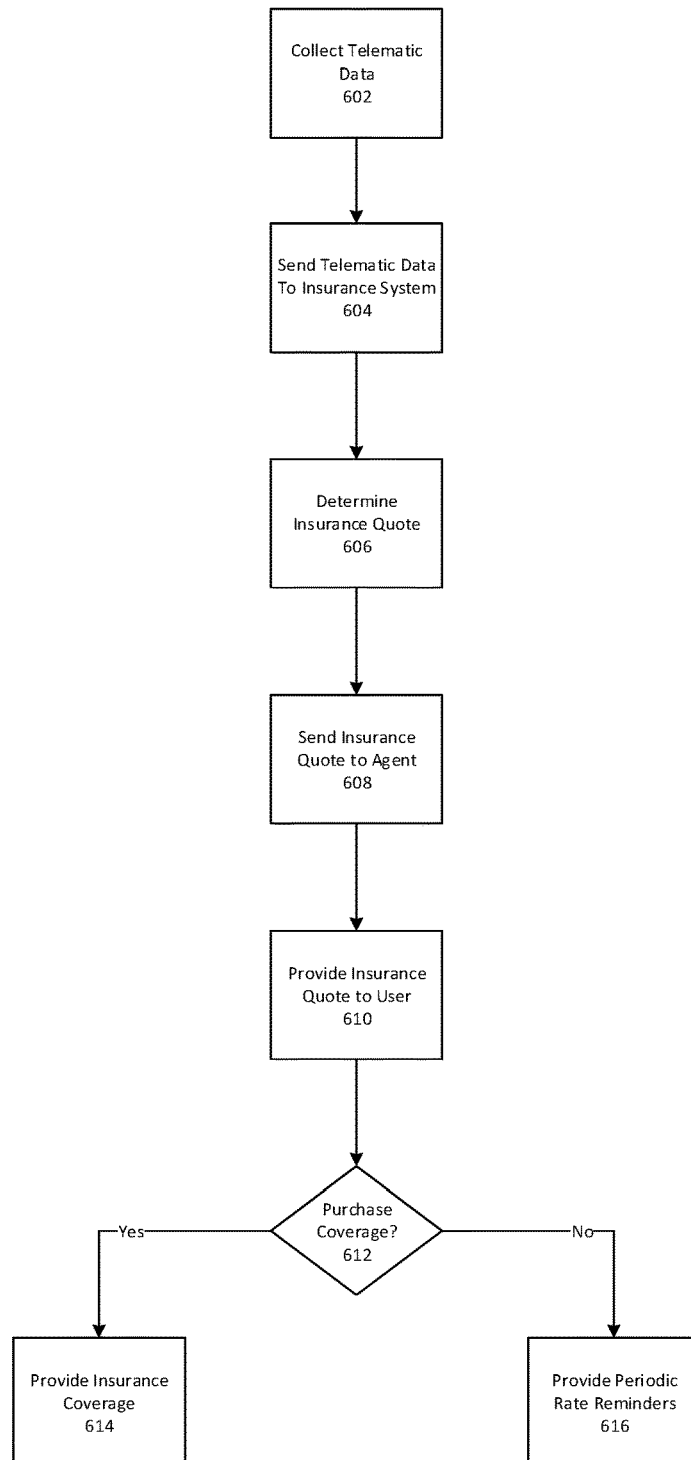 Collect Telematic
Data
602
Send Telematic Data
To Insurance System
604
Determine
Insurance Quote
606
Send Insurance
Quote to Agent
608
Provide Insurance
Quote to User
610
Purchase
Coverage?
612
Yes
No
Provide Insurance
Coverage
614
Provide Periodic
Rate Reminders
616